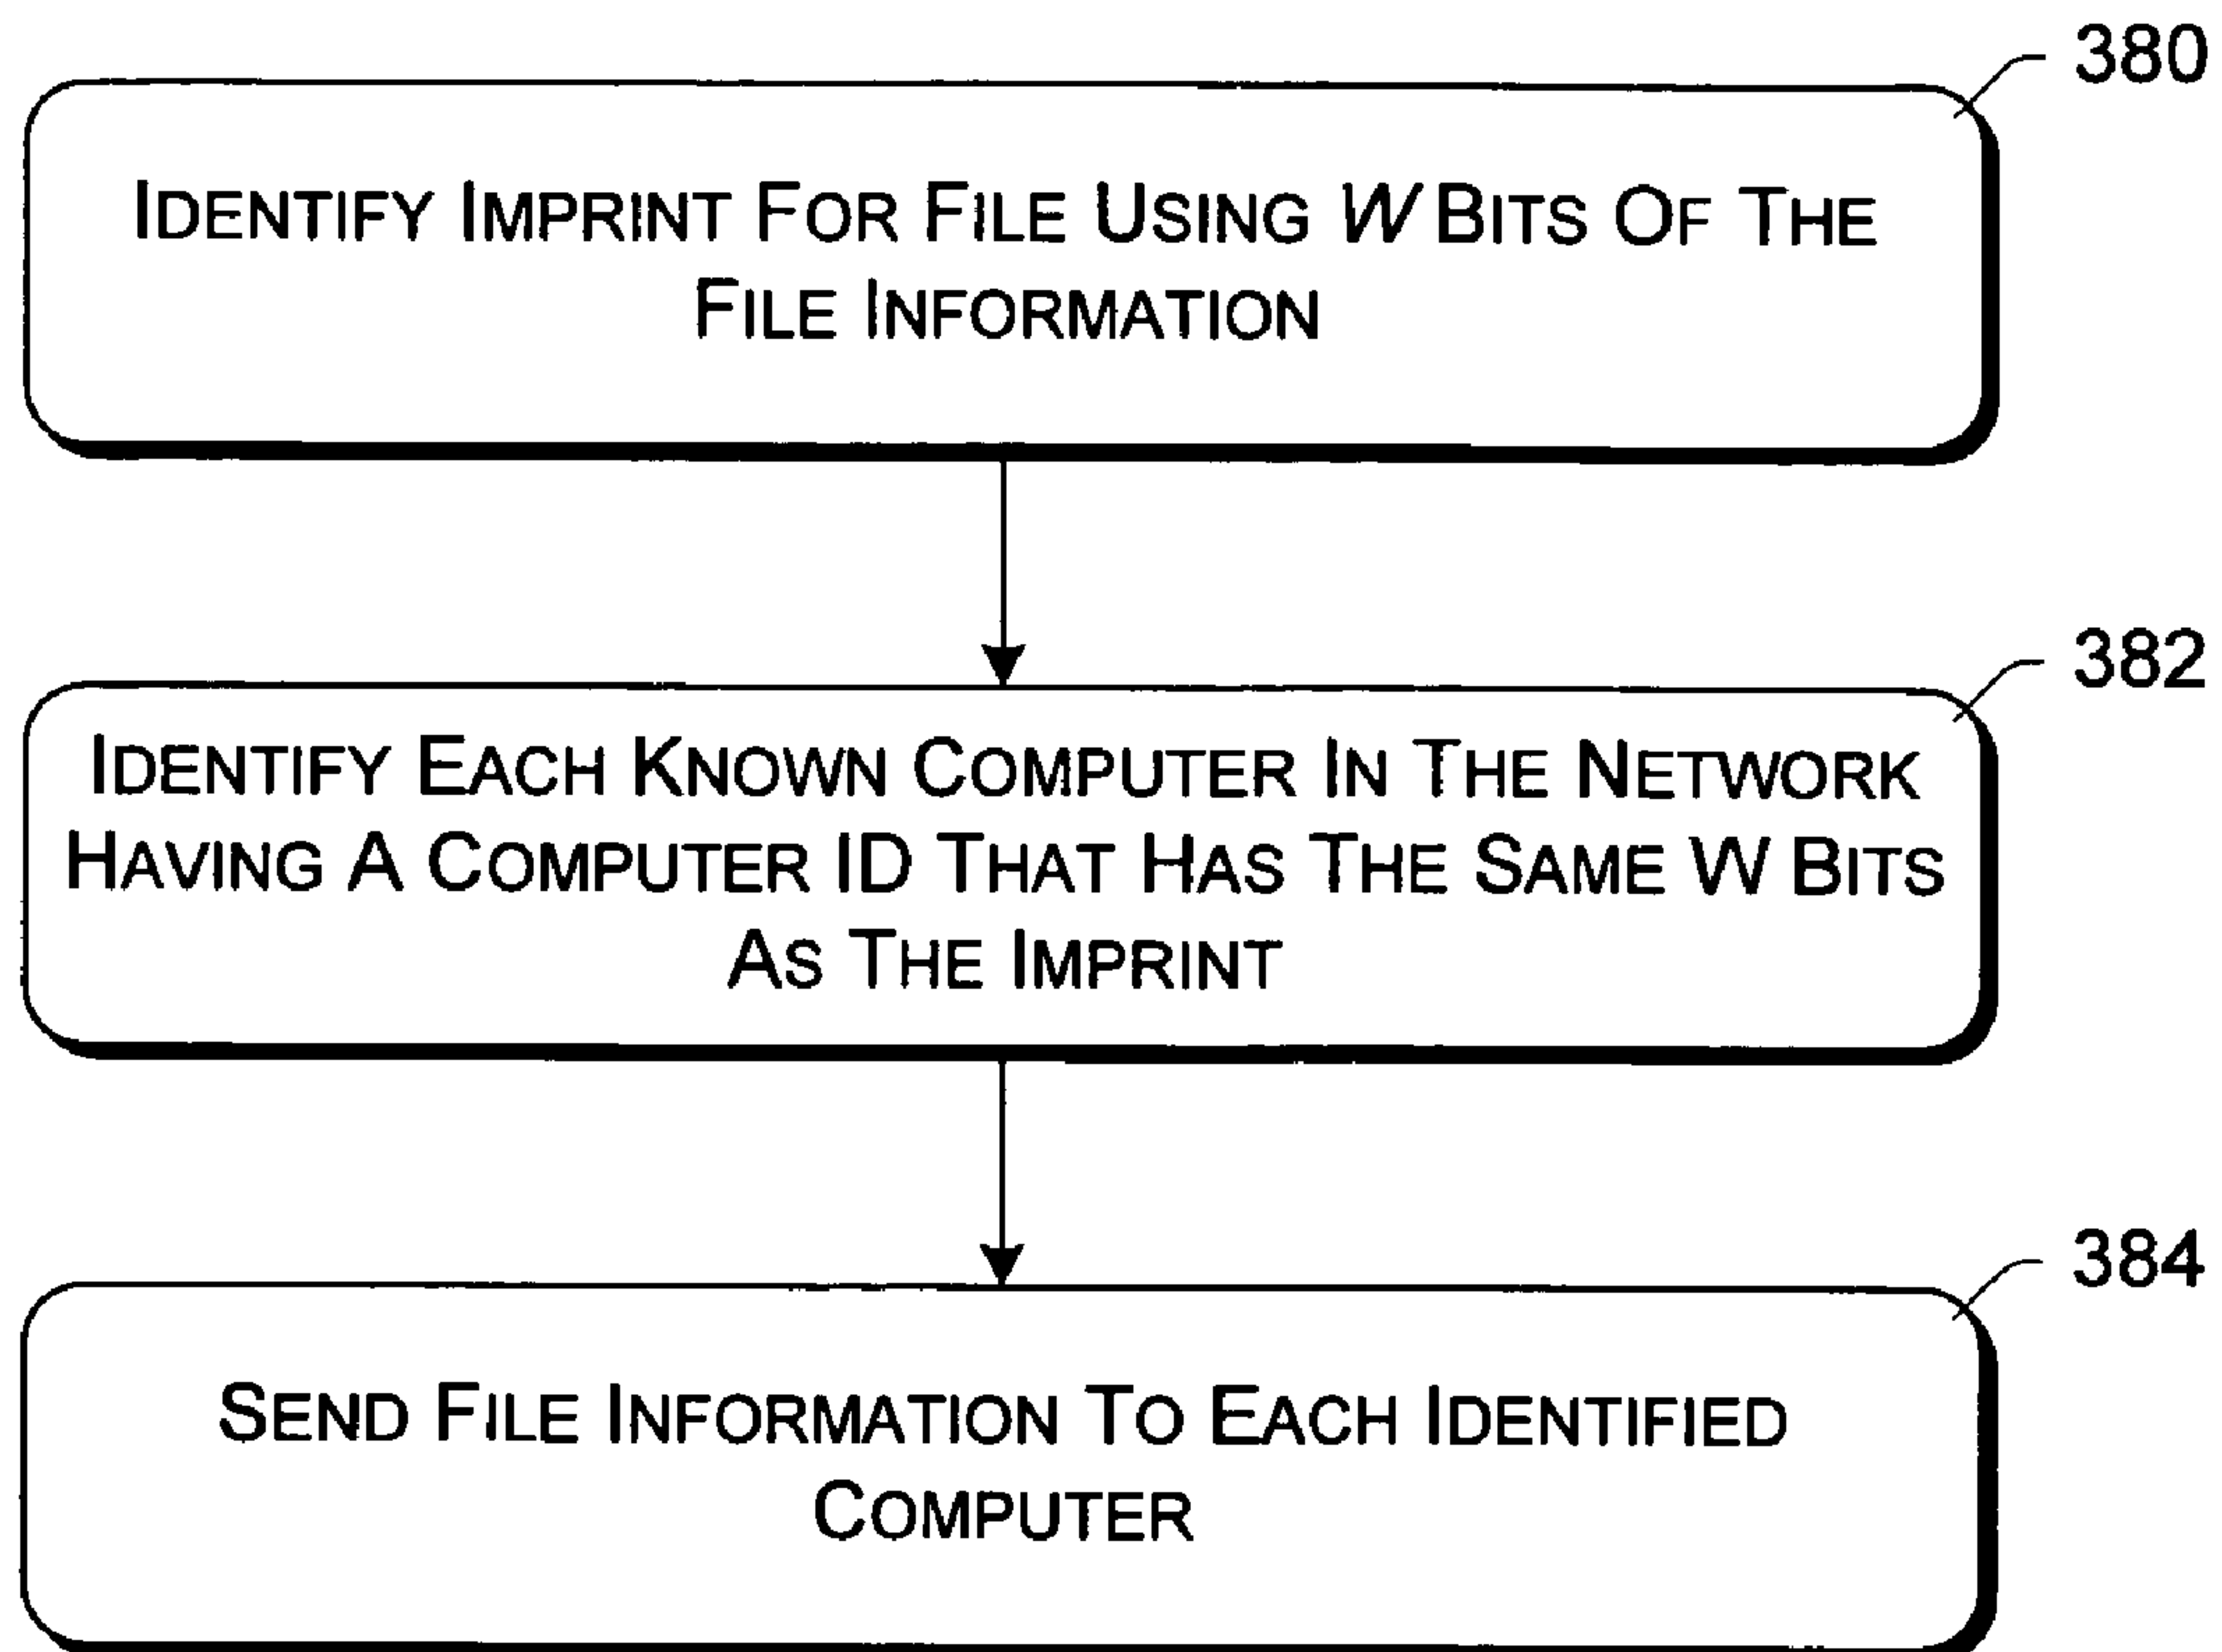 380
IDENTIFY IMPRINT FOR FILE USING W BITS OF THE
FILE INFORMATION
382
IDENTIFY EACH KNOWN COMPUTER IN THE NETWORK
HAVING A COMPUTER ID THAT HAS THE SAME W BITS
AS THE IMPRINT
384
SEND FILE INFORMATION TO EACH IDENTIFIED
COMPUTER